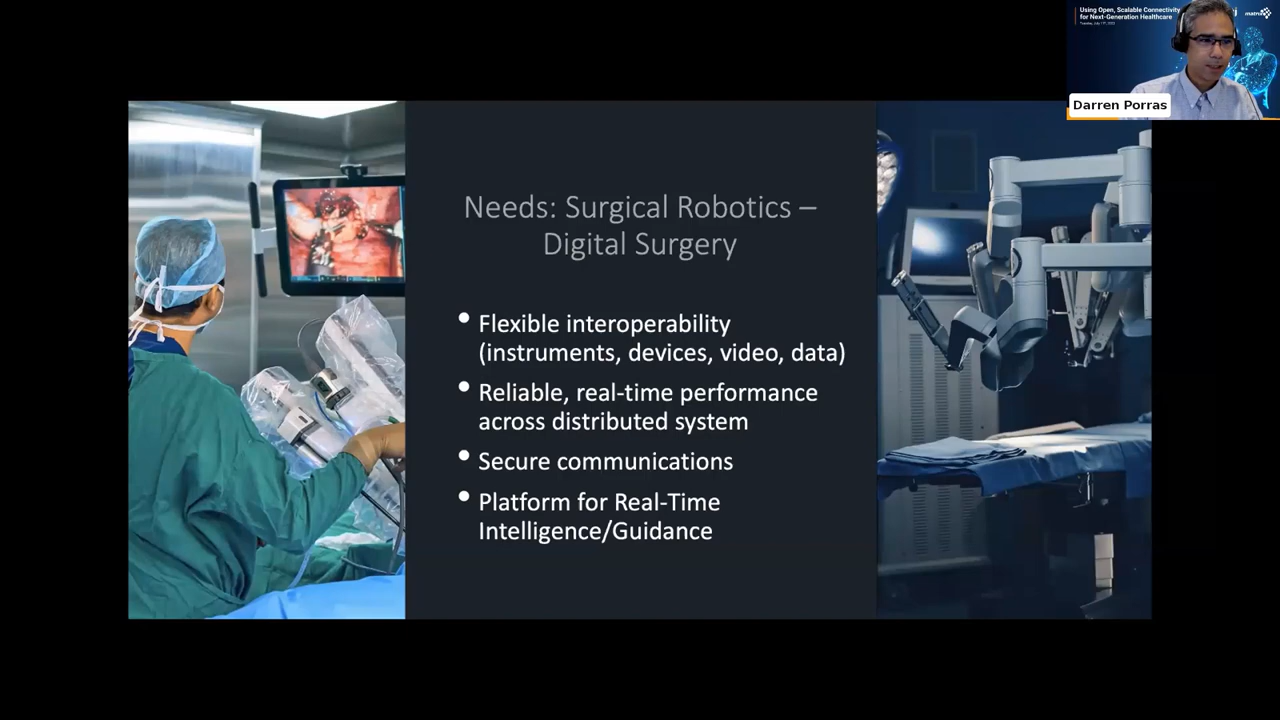 Using Open, Scalable Connectivity
for Next-Generation Healthcare
Darren Porras
Needs: Surgical Robotics –
Digital Surgery
• Flexible interoperability
(instruments, devices, video, data)
• Reliable, real-time performance
across distributed system
• Secure communications
• Platform for Real-Time
Intelligence/Guidance